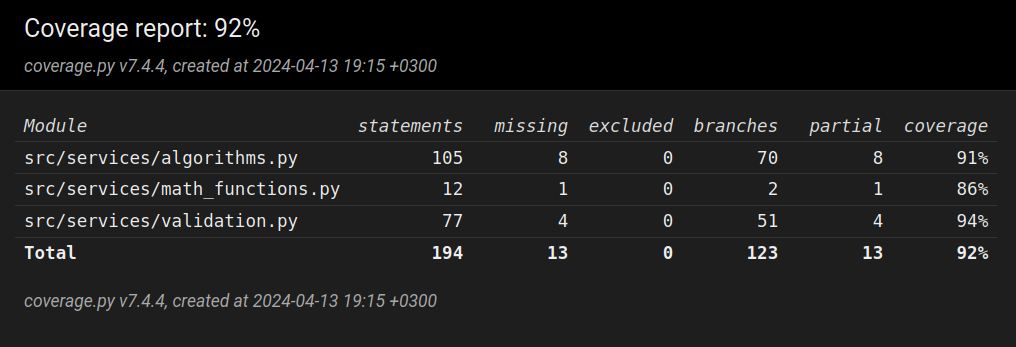 Coverage report: 92%
coverage.py v7.4.4, created at 2024-04-13 19:15 +0300
Module statements missing excluded branches partial coverage
src/services/algorithms.py 105 8 0 70 8 91%
src/services/math_functions.py 12 1 0 2 1 86%
src/services/validation.py 77 4 0 51 4 94%
Total 194 13 0 123 13 92%
coverage.py v7.4.4, created at 2024-04-13 19:15 +0300